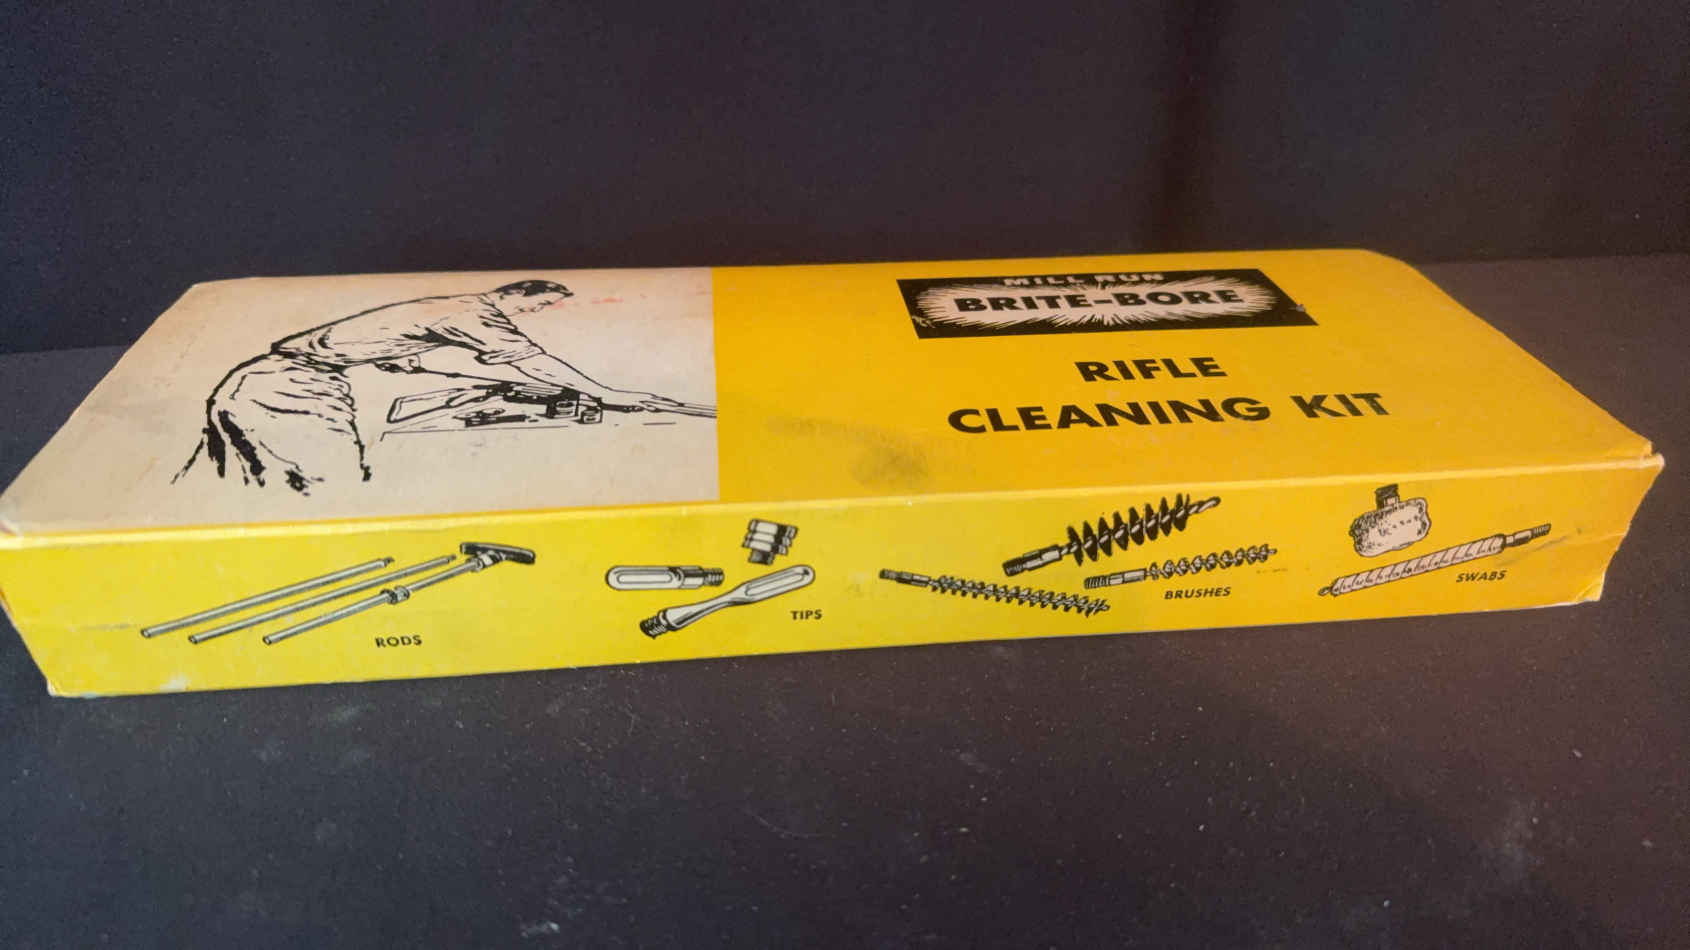 MILL RUN
BRITE-BORE
RIFLE
CLEANING KIT
RODS
TIPS
BRUSHES
SWABS